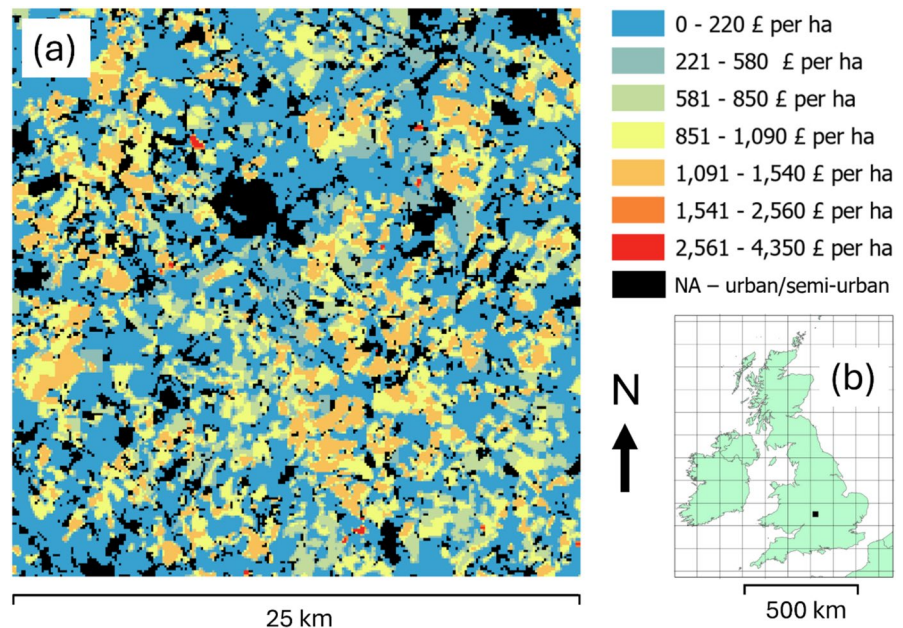 (a)
0 - 220 £ per ha
221 - 580 £ per ha
581 - 850 £ per ha
851 - 1,090 £ per ha
1,091 - 1,540 £ per ha
1,541 - 2,560 £ per ha
2,561 - 4,350 £ per ha
NA – urban/semi-urban
(b)
N
25 km
500 km